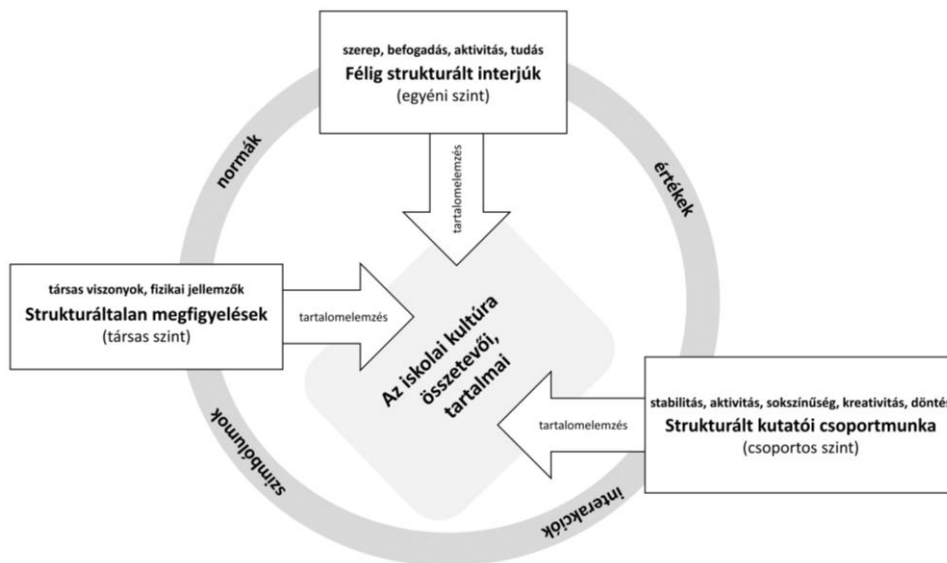 szerep, befogadás, aktivitás, tudás
Félig strukturált interjúk
(egyéni szint)
tartalomelemzés
normák
értékek
társas viszonyok, fizikai jellemzők
Strukturáltalan megfigyelések
(társas szint)
tartalomelemzés
Az iskolai kultúra
összetevői,
tartalmai
stabilitás, aktivitás, sokszínűség, kreativitás, döntés
Strukturált kutatói csoportmunka
(csoportos szint)
tartalomelemzés
szimbólumok
interakciók